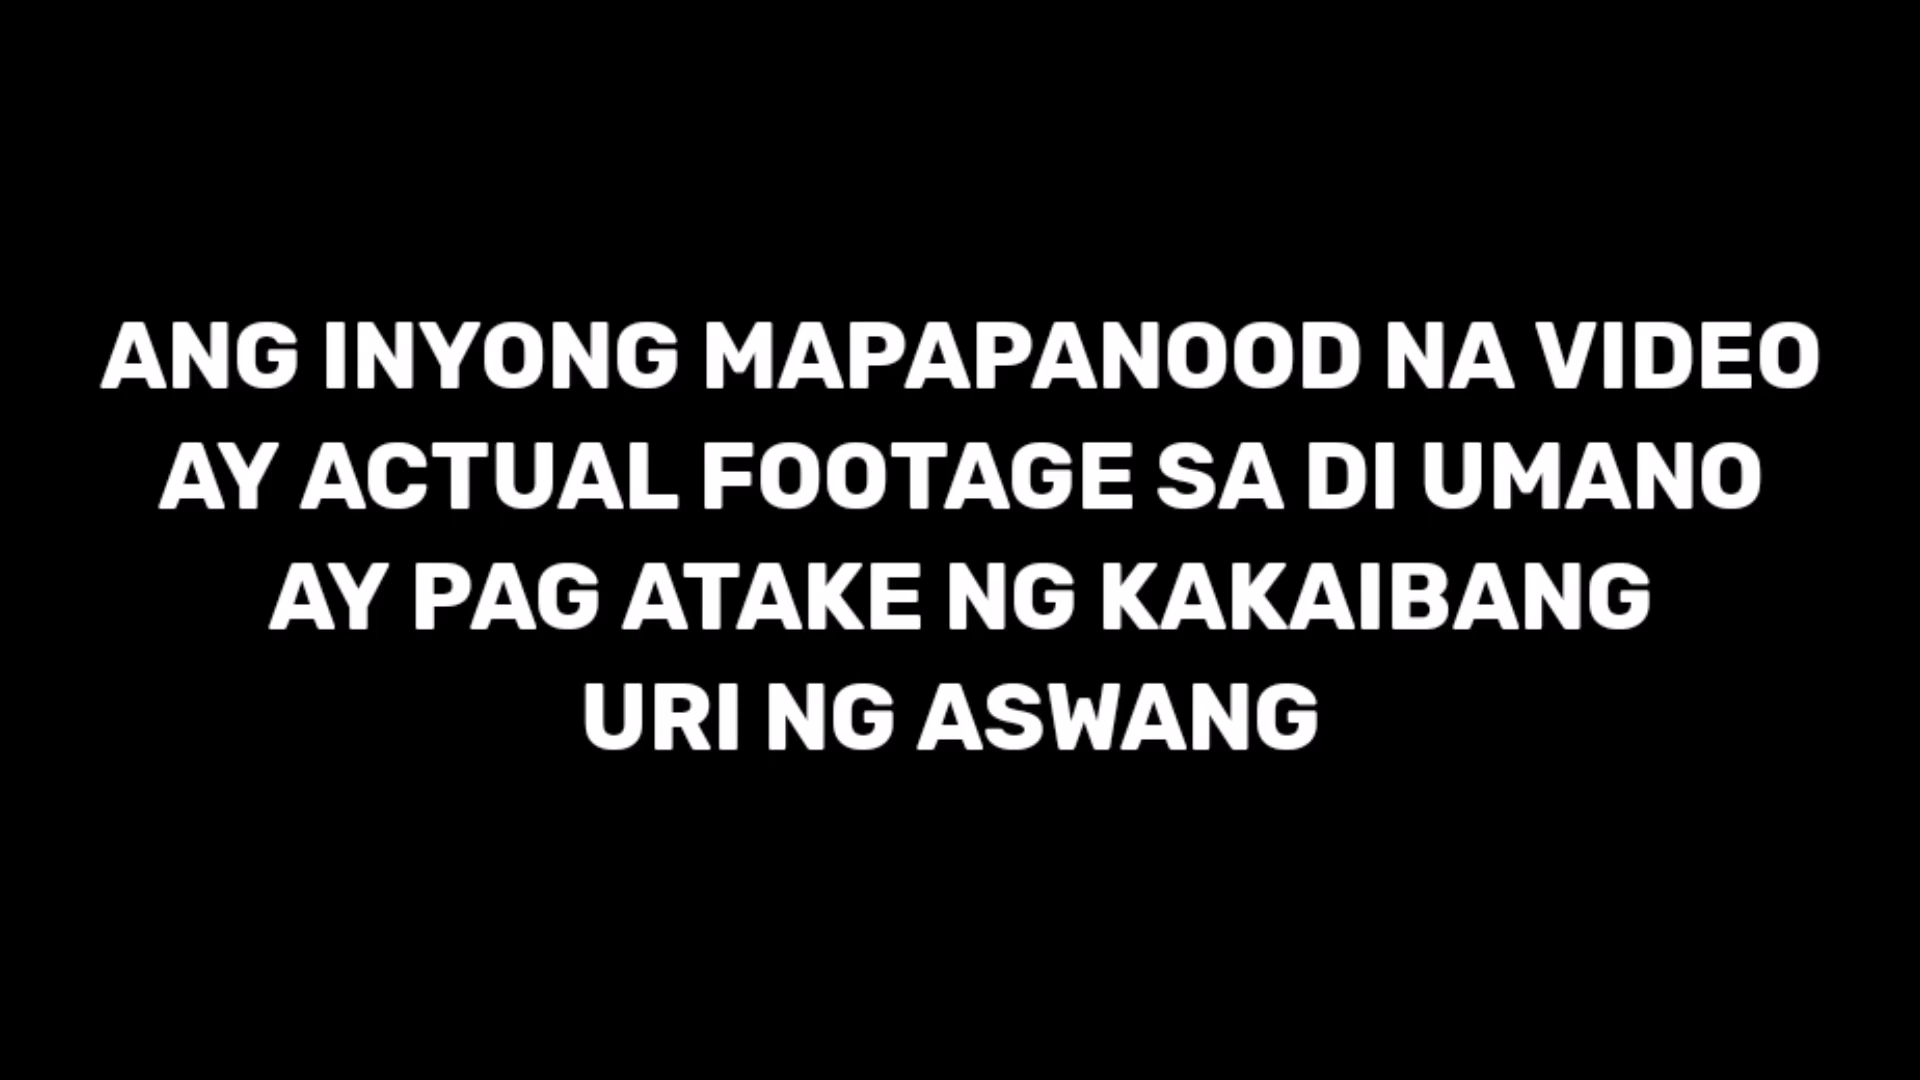 ANG INYONG MAPAPANOOD NA VIDEO
AY ACTUAL FOOTAGE SA DI UMANO
AY PAG ATAKE NG KAKAIBANG
URI NG ASWANG